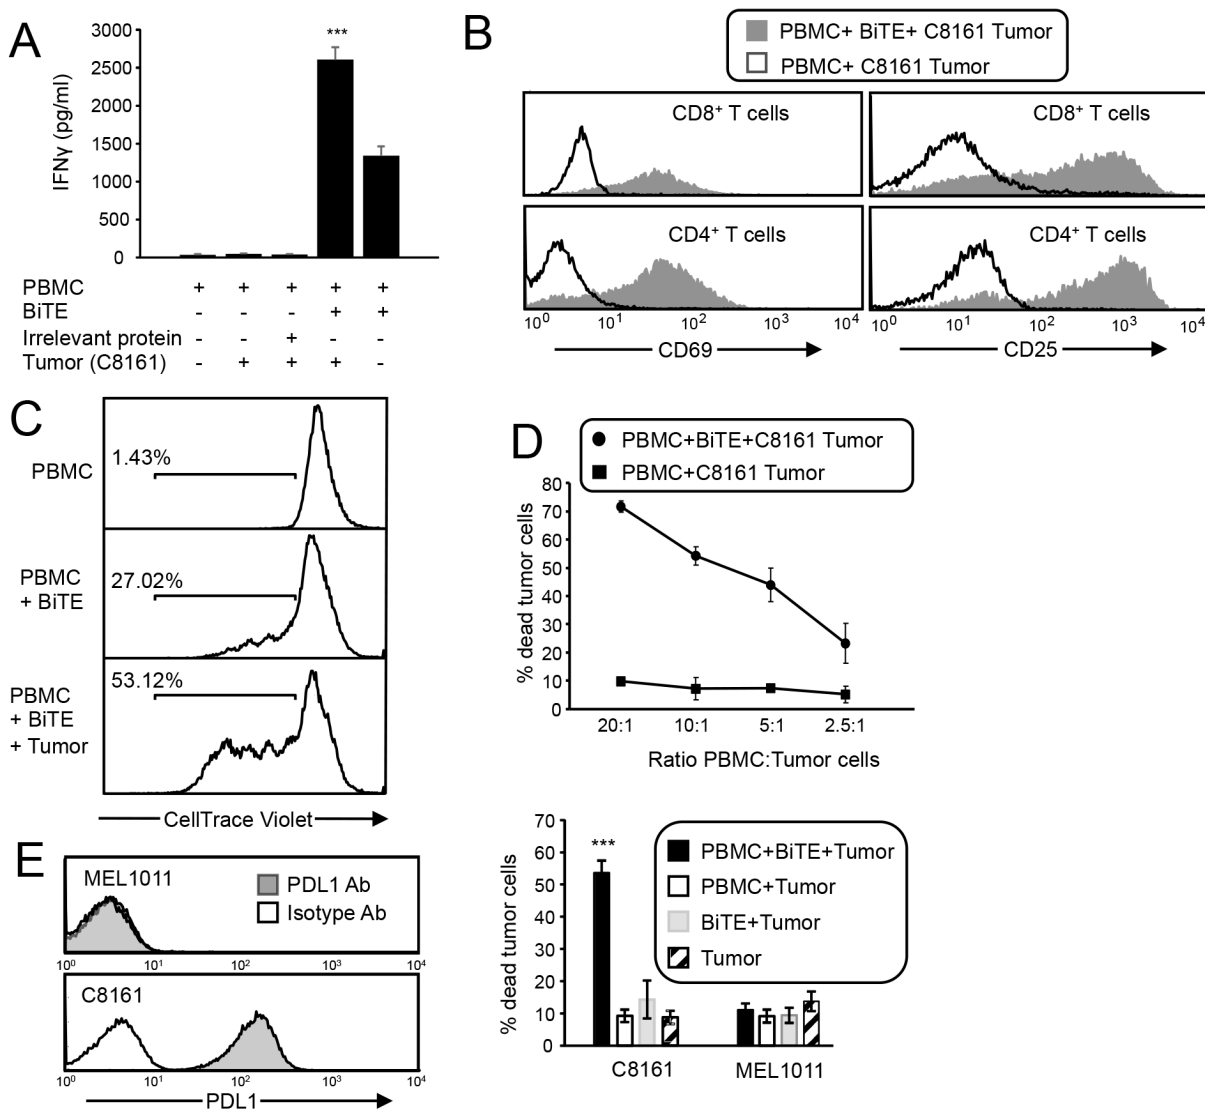 A
3000
2500
2000
1500
1000
500
0
IFNγ (pg/ml)
***
PBMC + + + + +
BiTE - - - + +
Irrelevant protein - - + - -
Tumor (C8161) - + + + -
B
PBMC+ BiTE+ C8161 Tumor
PBMC+ C8161 Tumor
CD8⁺ T cells
CD8⁺ T cells
CD4⁺ T cells
CD4⁺ T cells
10⁰ 10¹ 10² 10³ 10⁴
10⁰ 10¹ 10² 10³ 10⁴
CD69
CD25
C
PBMC
1.43%
PBMC
+ BiTE
27.02%
PBMC
+ BiTE
+ Tumor
53.12%
CellTrace Violet
D
PBMC+BiTE+C8161 Tumor
PBMC+C8161 Tumor
80
70
60
50
40
30
20
10
0
% dead tumor cells
20:1 10:1 5:1 2.5:1
Ratio PBMC:Tumor cells
E
MEL1011
PDL1 Ab
Isotype Ab
10⁰ 10¹ 10² 10³ 10⁴
C8161
10⁰ 10¹ 10² 10³ 10⁴
PDL1
70
60
50
40
30
20
10
0
% dead tumor cells
***
PBMC+BiTE+Tumor
PBMC+Tumor
BiTE+Tumor
Tumor
C8161 MEL1011